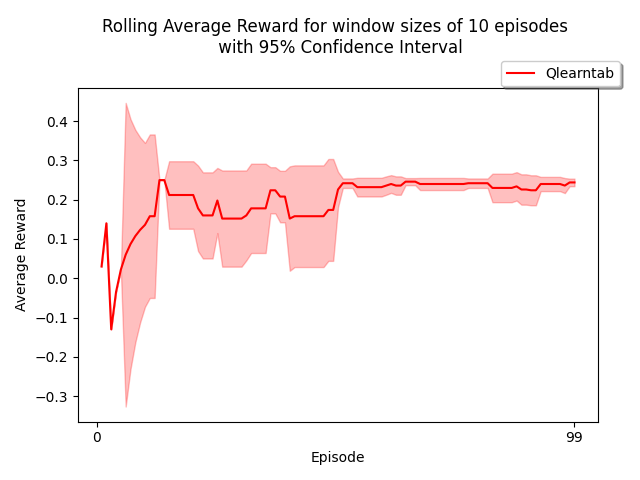 Rolling Average Reward for window sizes of 10 episodes
with 95% Confidence Interval
Qlearntab
0.4
0.3
0.2
0.1
0.0
−0.1
−0.2
−0.3
Average Reward
0 99
Episode